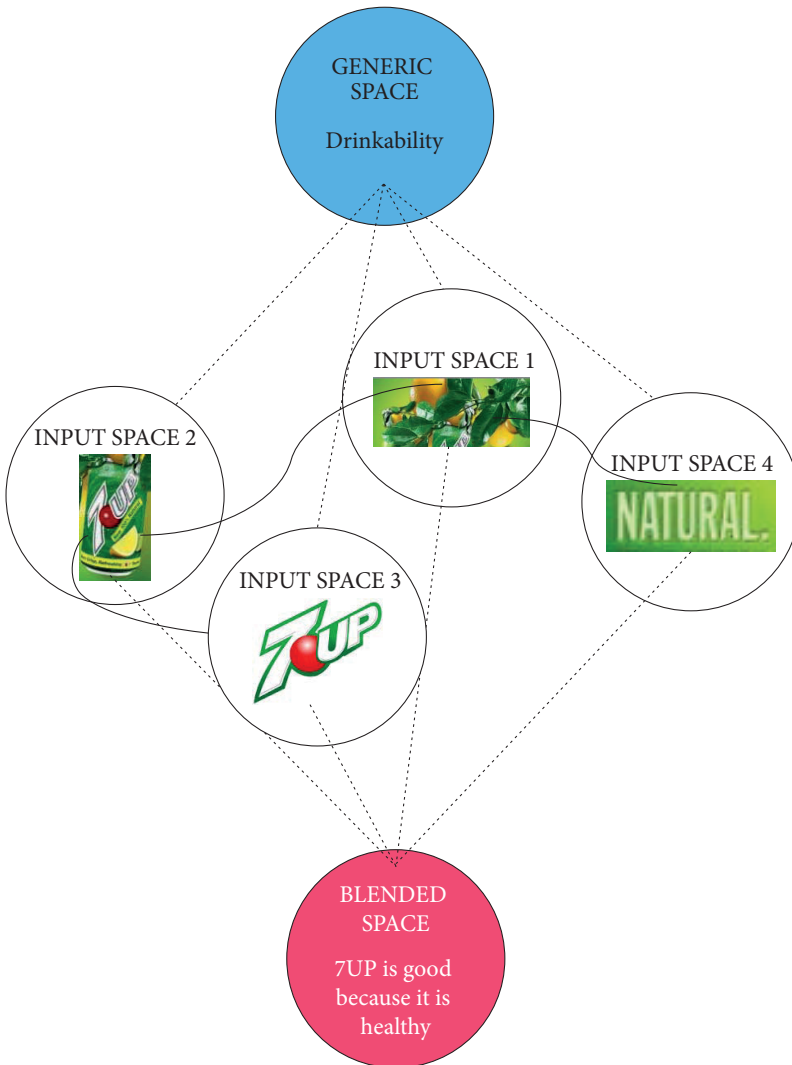 GENERIC
SPACE
Drinkability
INPUT SPACE 1
INPUT SPACE 2
7UP
INPUT SPACE 4
NATURAL.
INPUT SPACE 3
7UP
BLENDED
SPACE
7UP is good
because it is
healthy